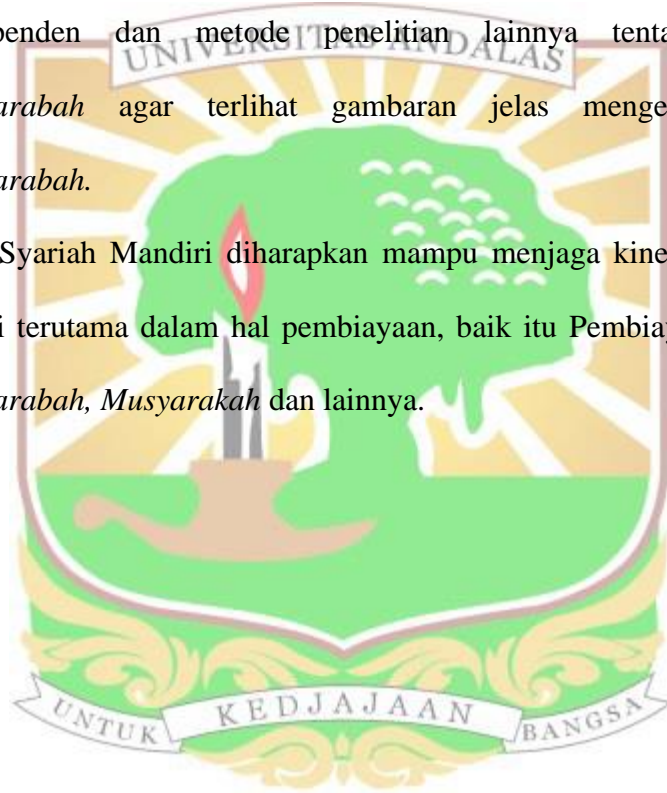 penden dan metode penelitian lainnya tenta
UNIVERSITAS ANDALAS
arabah agar terlihat gambaran jelas menge
arabah.
Syariah Mandiri diharapkan mampu menjaga kine
i terutama dalam hal pembiayaan, baik itu Pembiay
arabah, Musyarakah dan lainnya.
UNTUK KEDJAJAAN BANGSA